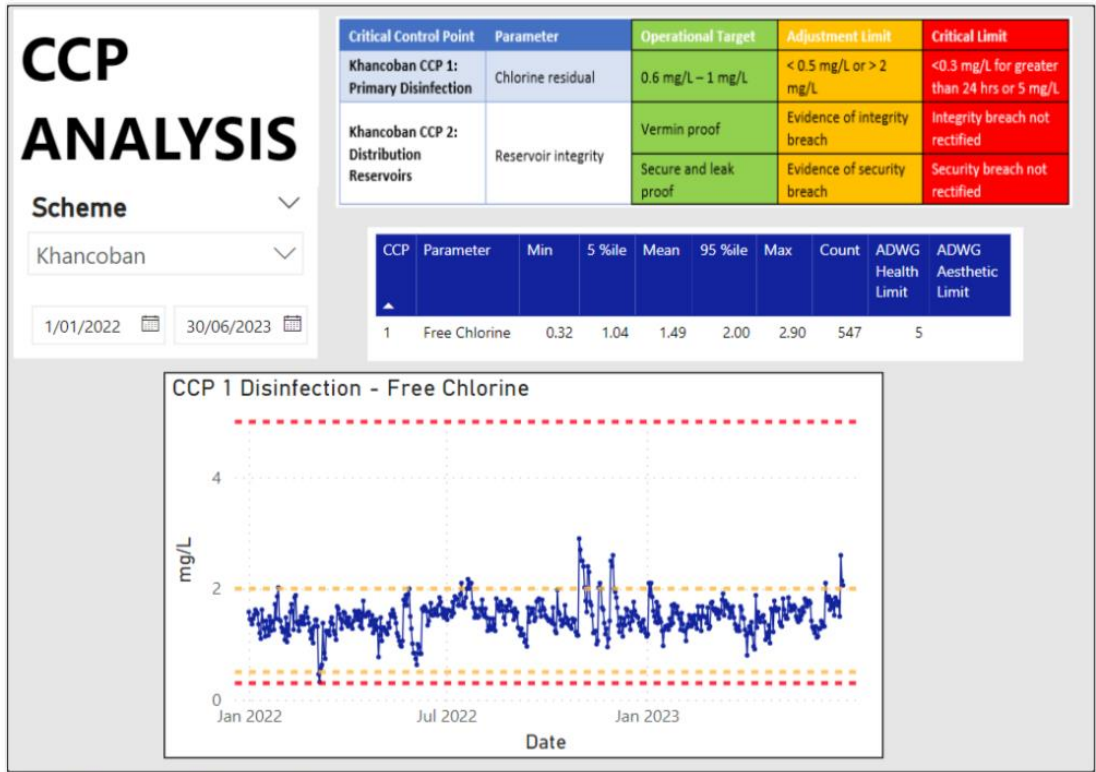 CCP
ANALYSIS
Scheme
Khancoban
1/01/2022 30/06/2023
Critical Control Point Parameter Operational Target Adjustment Limit Critical Limit
Khancoban CCP 1:
Primary Disinfection
Chlorine residual
0.6 mg/L – 1 mg/L
< 0.5 mg/L or > 2
mg/L
<0.3 mg/L for greater
than 24 hrs or 5 mg/L
Khancoban CCP 2:
Distribution
Reservoirs
Reservoir integrity
Vermin proof
Evidence of integrity
breach
Integrity breach not
rectified
Secure and leak
proof
Evidence of security
breach
Security breach not
rectified
CCP Parameter Min 5 %ile Mean 95 %ile Max Count ADWG
Health
Limit
ADWG
Aesthetic
Limit
1 Free Chlorine 0.32 1.04 1.49 2.00 2.90 547 5
CCP 1 Disinfection - Free Chlorine
mg/L
4
2
0
Jan 2022 Jul 2022 Jan 2023
Date